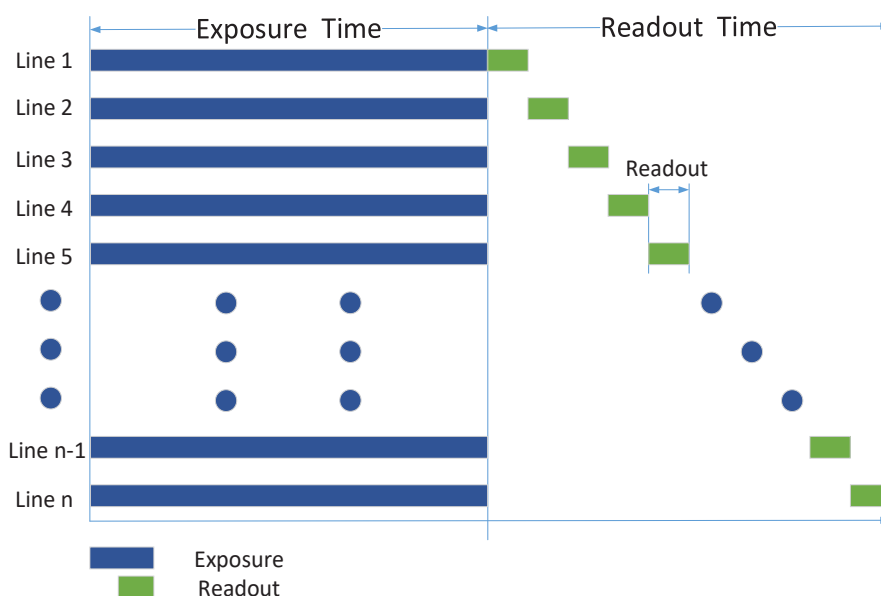 Exposure Time
Readout Time
Line 1
Line 2
Line 3
Readout
Line 4
Line 5
Line n-1
Line n
Exposure
Readout